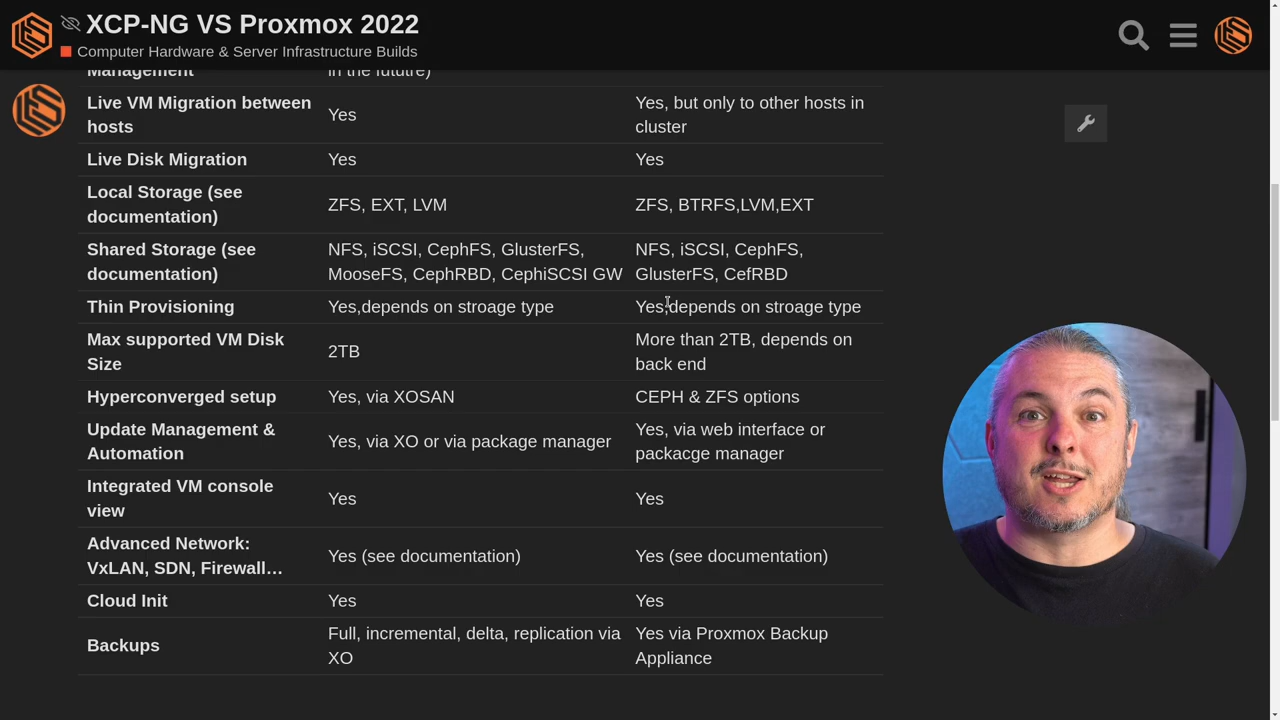 XCP-NG VS Proxmox 2022
Computer Hardware & Server Infrastructure Builds
Management
in the fututre)
Live VM Migration between
hosts
Yes
Yes, but only to other hosts in
cluster
Live Disk Migration
Yes
Yes
Local Storage (see
documentation)
ZFS, EXT, LVM
ZFS, BTRFS,LVM,EXT
Shared Storage (see
documentation)
NFS, iSCSI, CephFS, GlusterFS,
MooseFS, CephRBD, CephiSCSI GW
NFS, iSCSI, CephFS,
GlusterFS, CefRBD
Thin Provisioning
Yes,depends on stroage type
Yes,depends on stroage type
Max supported VM Disk
Size
2TB
More than 2TB, depends on
back end
Hyperconverged setup
Yes, via XOSAN
CEPH & ZFS options
Update Management &
Automation
Yes, via XO or via package manager
Yes, via web interface or
packacge manager
Integrated VM console
view
Yes
Yes
Advanced Network:
VxLAN, SDN, Firewall…
Yes (see documentation)
Yes (see documentation)
Cloud Init
Yes
Yes
Backups
Full, incremental, delta, replication via
XO
Yes via Proxmox Backup
Appliance